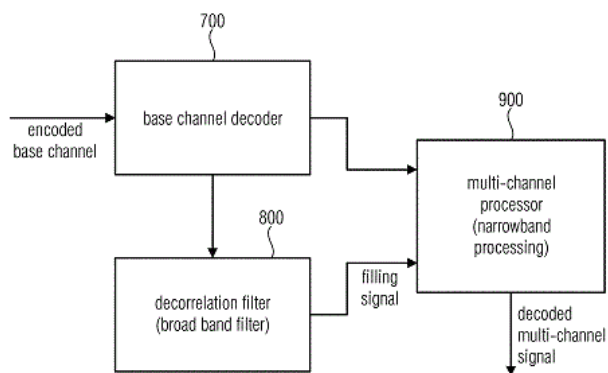 700
base channel decoder
encoded
base channel
900
multi-channel
processor
(narrowband
processing)
800
decorrelation filter
(broad band filter)
filling
signal
decoded
multi-channel
signal